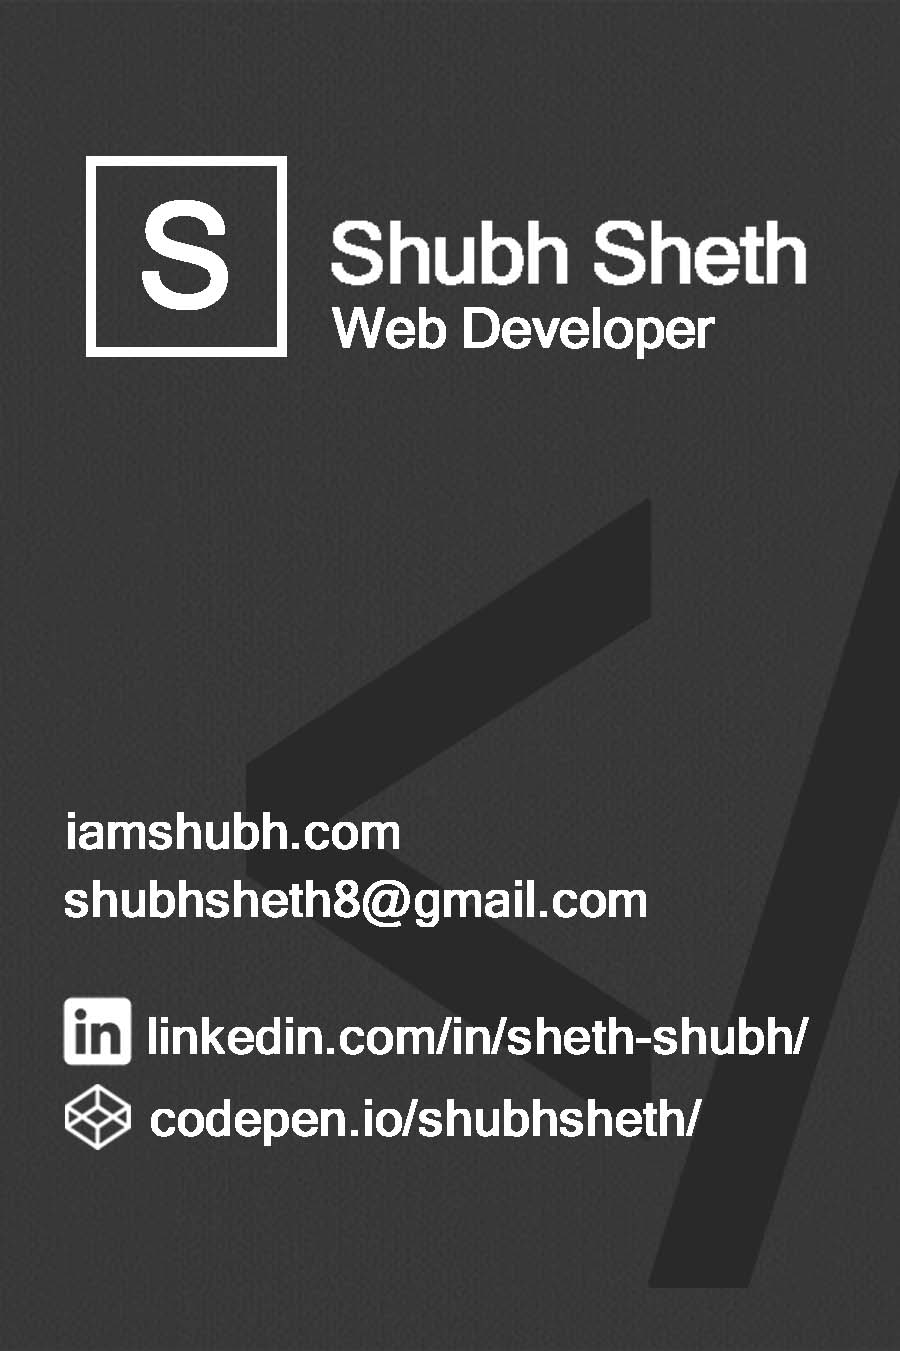 S
Shubh Sheth
Web Developer
iamshubh.com
shubhsheth8@gmail.com
in linkedin.com/in/sheth-shubh/
codepen.io/shubhsheth/